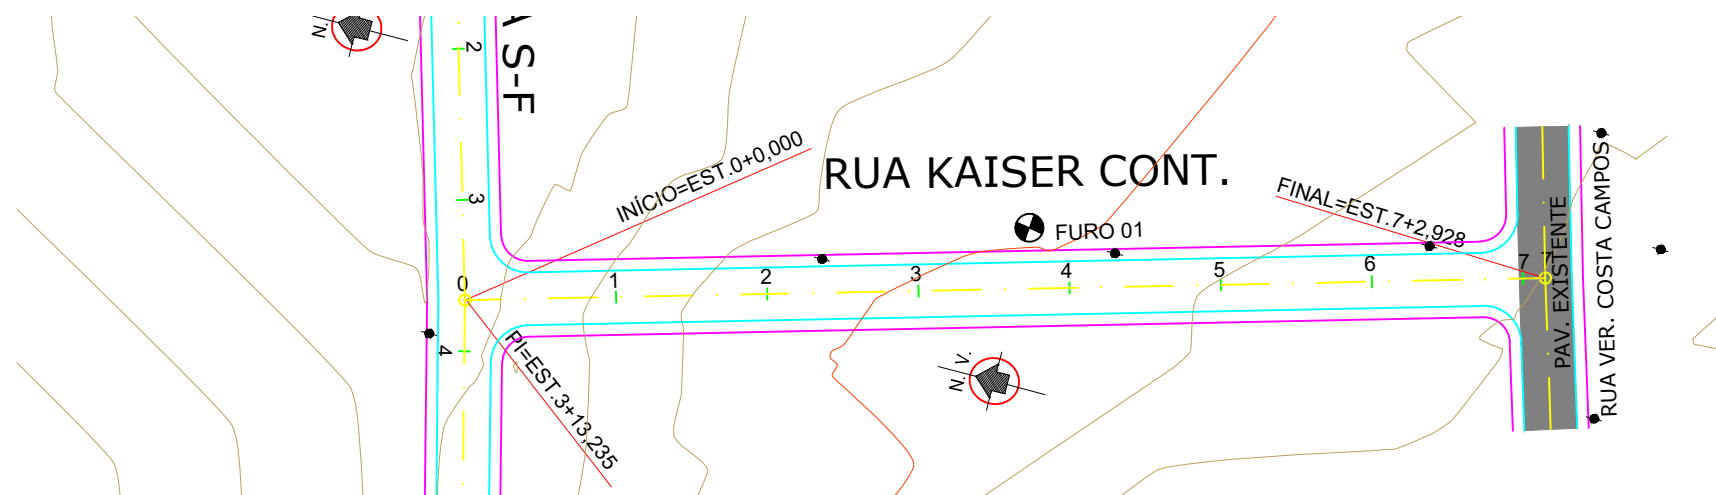 N.
2
A S-F
INÍCIO=EST.0+0,000
RUA KAISER CONT.
FINAL=EST.7+2,928
FURO 01
3
0
1
2
3
4
5
6
7
7
PAV. EXISTENTE
RUA VER. COSTA CAMPOS
4
PI=EST.3+13,235
N. V.